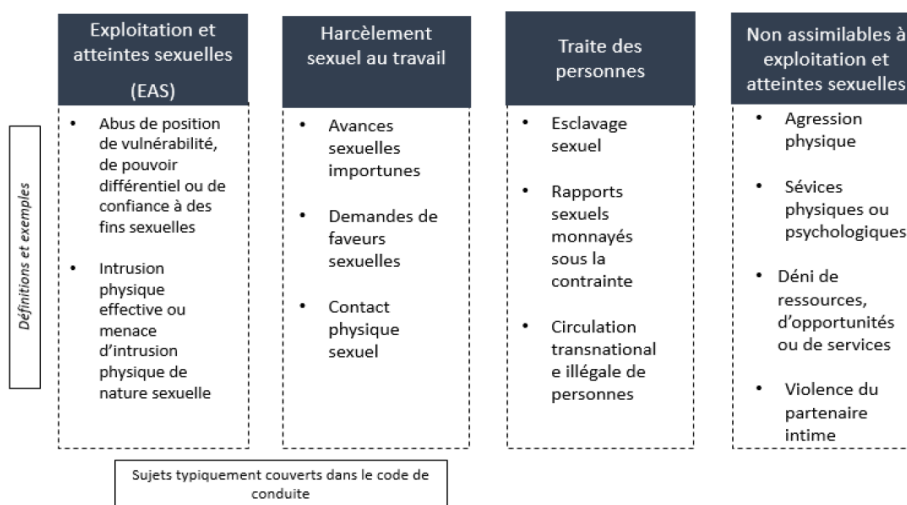 Exploitation et
atteintes sexuelles
(EAS)
Harcèlement
sexuel au travail
Traite des
personnes
Non assimilables à
exploitation et
atteintes sexuelles
Définitions et exemples
• Abus de position
de vulnérabilité,
de pouvoir
différentiel ou de
confiance à des
fins sexuelles
• Intrusion
physique
effective ou
menace
d'intrusion
physique de
nature sexuelle
• Avances
sexuelles
importunes
• Demandes de
faveurs
sexuelles
• Contact
physique
sexuel
• Esclavage
sexuel
• Rapports
sexuels
monnayés
sous la
contrainte
• Circulation
transnational
e illégale de
personnes
• Agression
physique
• Sévices
physiques ou
psychologiques
• Déni de
ressources,
d'opportunités
ou de services
• Violence du
partenaire
intime
Sujets typiquement couverts dans le code de
conduite